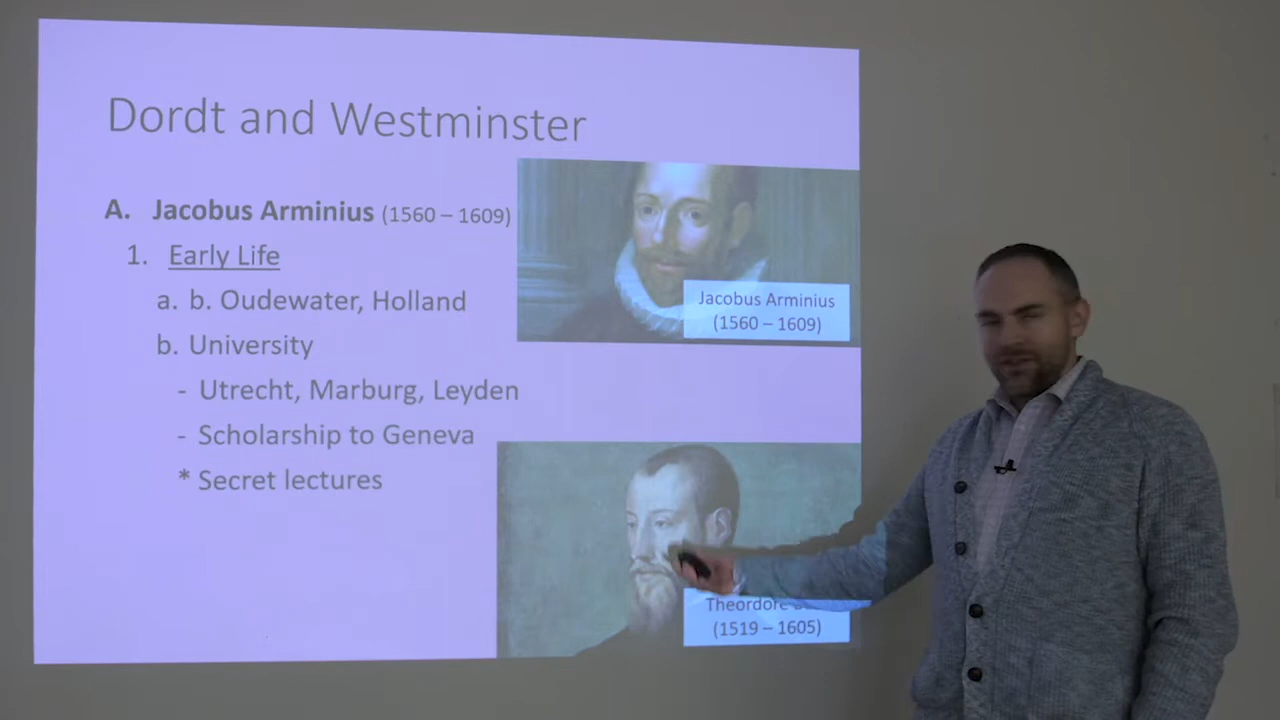 Dordt and Westminster
A. Jacobus Arminius (1560 – 1609)
1. Early Life
a. b. Oudewater, Holland
b. University
- Utrecht, Marburg, Leyden
- Scholarship to Geneva
* Secret lectures
Jacobus Arminius
(1560 – 1609)
Theordore
(1519 – 1605)